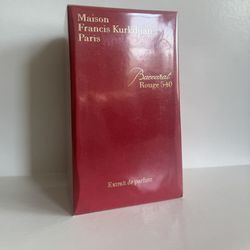 Maison
Francis Kurkdjian
Paris
Baccarat
Rouge 540
Extrait de parfum